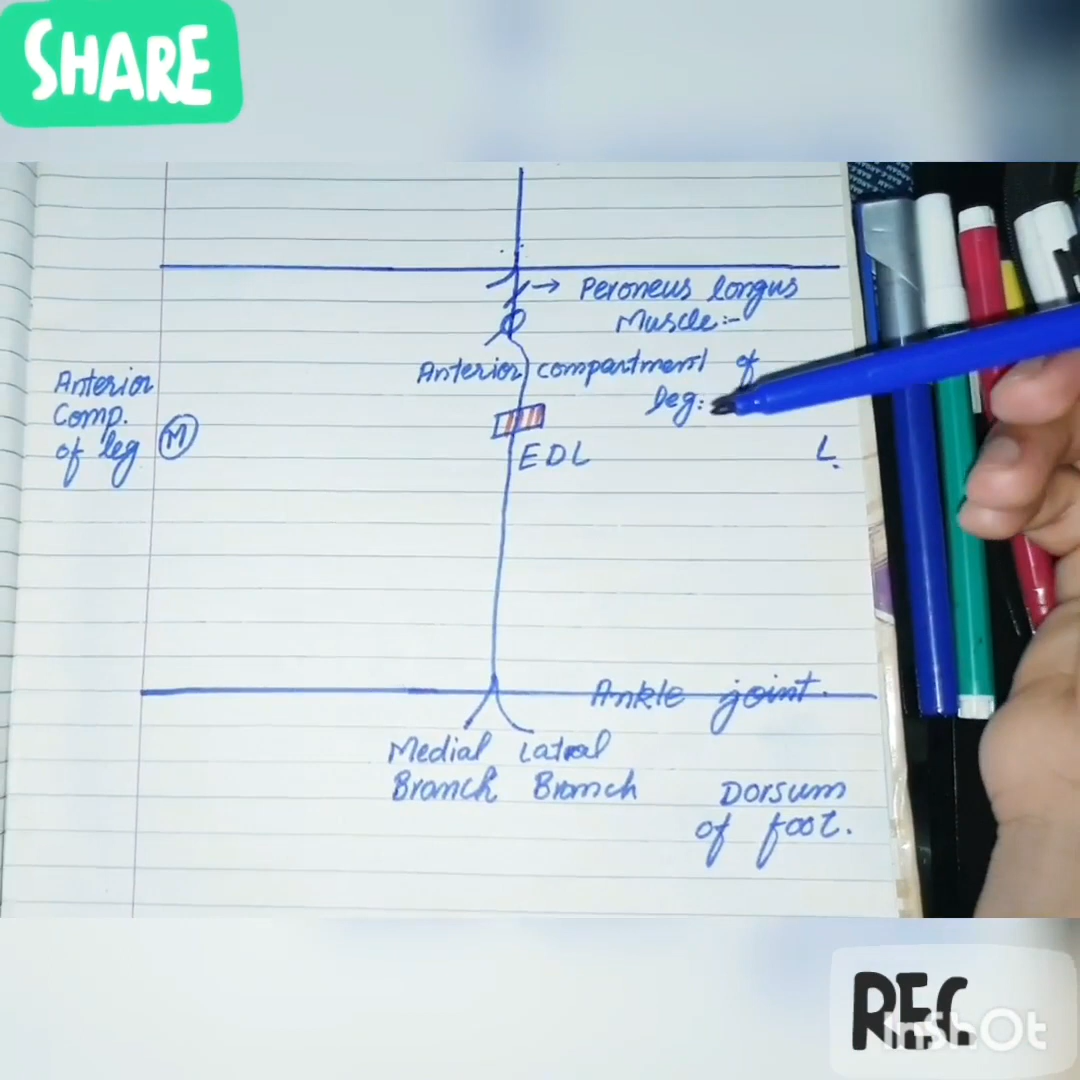 SHARE
→ Peroneus longus
Muscle:-
Anterior compartment of
leg:
Anterior
Comp.
of leg
M
EDL
L.
Ankle joint.
Medial Latral
Branch Branch
Dorsum
of foot.
REC
InShOt